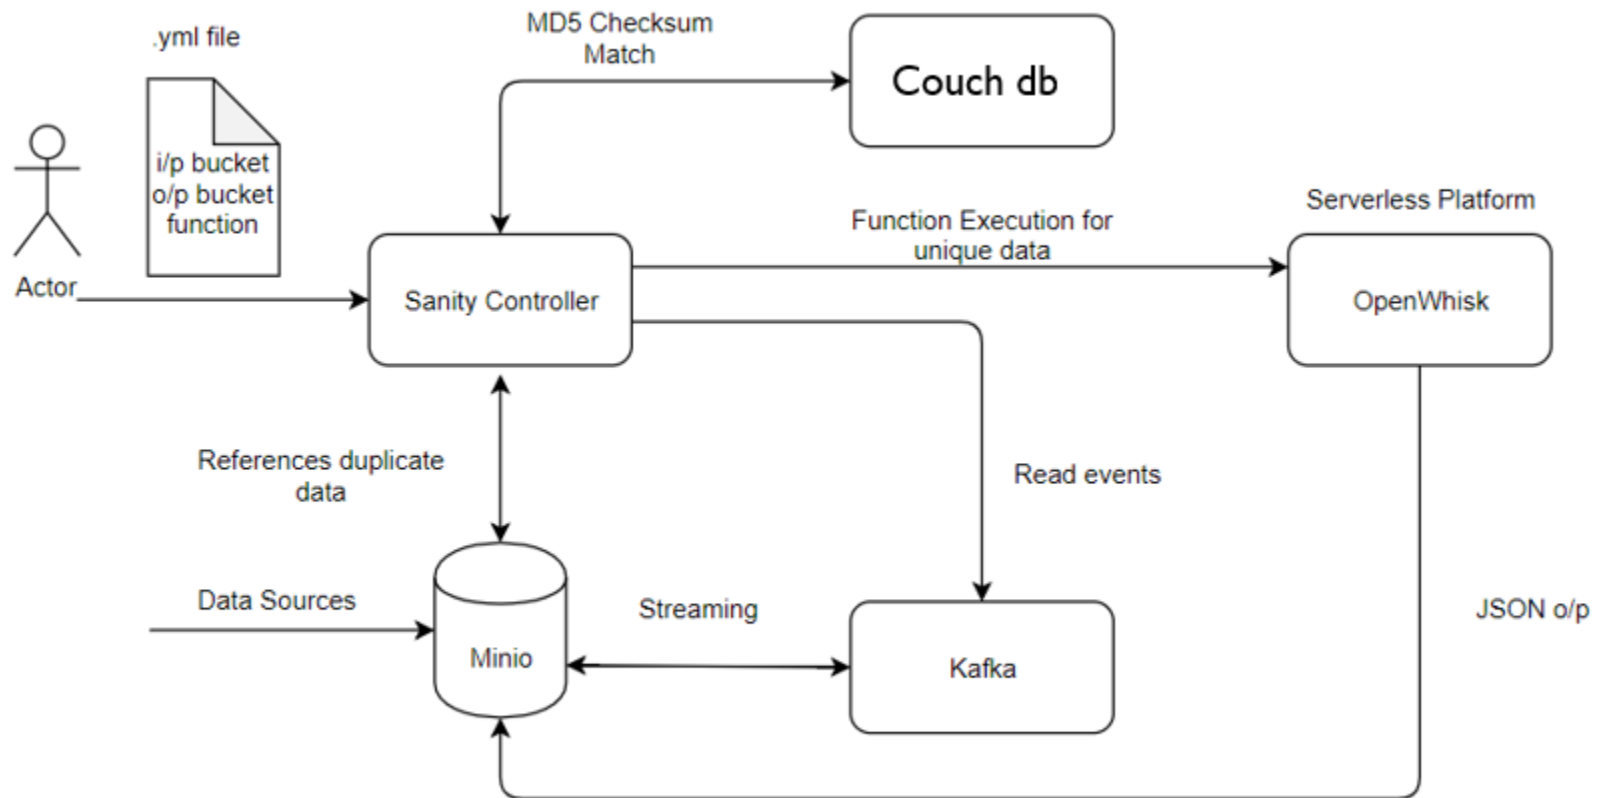 .yml file
MD5 Checksum
Match
Couch db
i/p bucket
o/p bucket
function
Actor
Sanity Controller
Function Execution for
unique data
Serverless Platform
OpenWhisk
References duplicate
data
Read events
Data Sources
Minio
Streaming
Kafka
JSON o/p